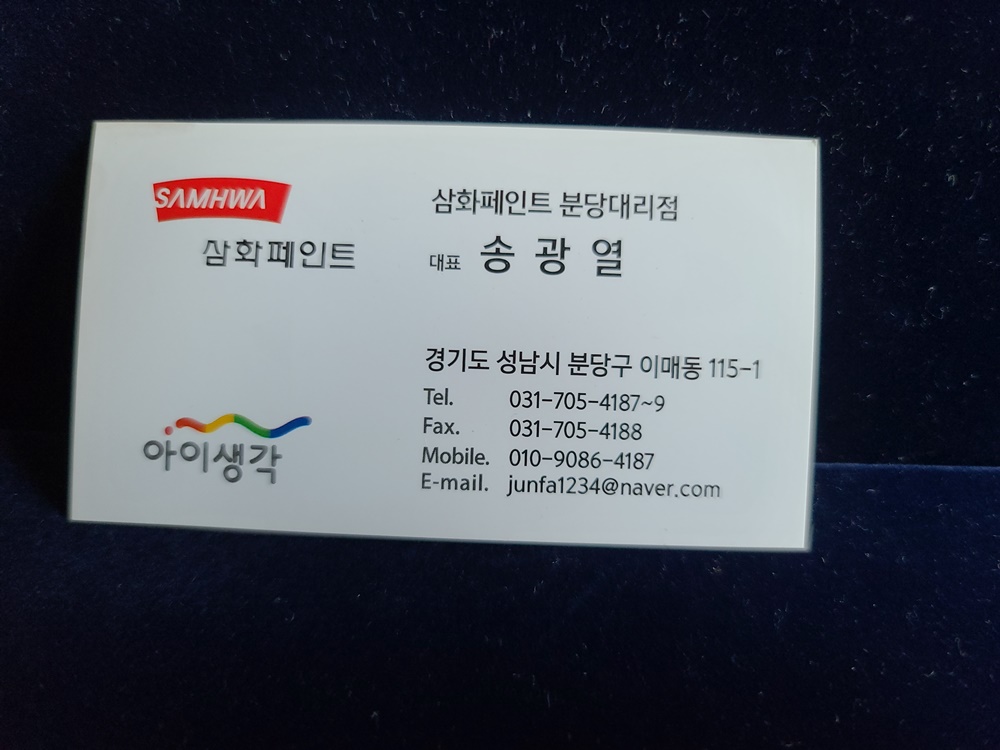 SAMHWA
삼화페인트
삼화페인트 분당대리점
대표 송광열
경기도 성남시 분당구 이매동 115-1
Tel. 031-705-4187~9
Fax. 031-705-4188
Mobile. 010-9086-4187
E-mail. junfa1234@naver.com
아이생각